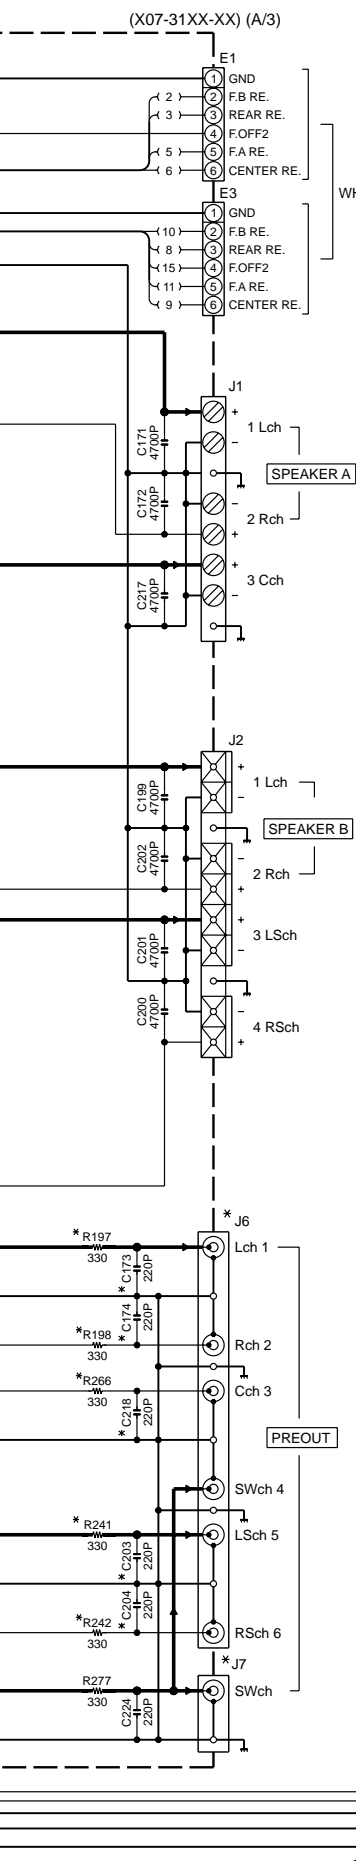 (X07-31XX-XX) (A/3)
E1
1 GND
2 2 F.B RE.
3 3 REAR RE.
4 F.OFF2
5 5 F.A RE.
6 6 CENTER RE.
E3
WH
1 GND
10 2 F.B RE.
8 3 REAR RE.
15 4 F.OFF2
11 5 F.A RE.
9 6 CENTER RE.
J1
+
C171
4700P
1 Lch
-
SPEAKER A
C172
4700P
-
2 Rch
+
+
3 Cch
C217
4700P
-
J2
+
C199
4700P
1 Lch
-
SPEAKER B
C202
4700P
-
2 Rch
+
+
3 LSch
C201
4700P
-
C200
4700P
-
4 RSch
+
* J6
* R197
330
Lch 1
* C173
220P
* C174
220P
* R198
330
Rch 2
* R266
330
Cch 3
* C218
220P
PREOUT
SWch 4
* R241
330
LSch 5
* C203
220P
* C204
220P
* R242
330
RSch 6
* J7
R277
330
SWch
C224
220P